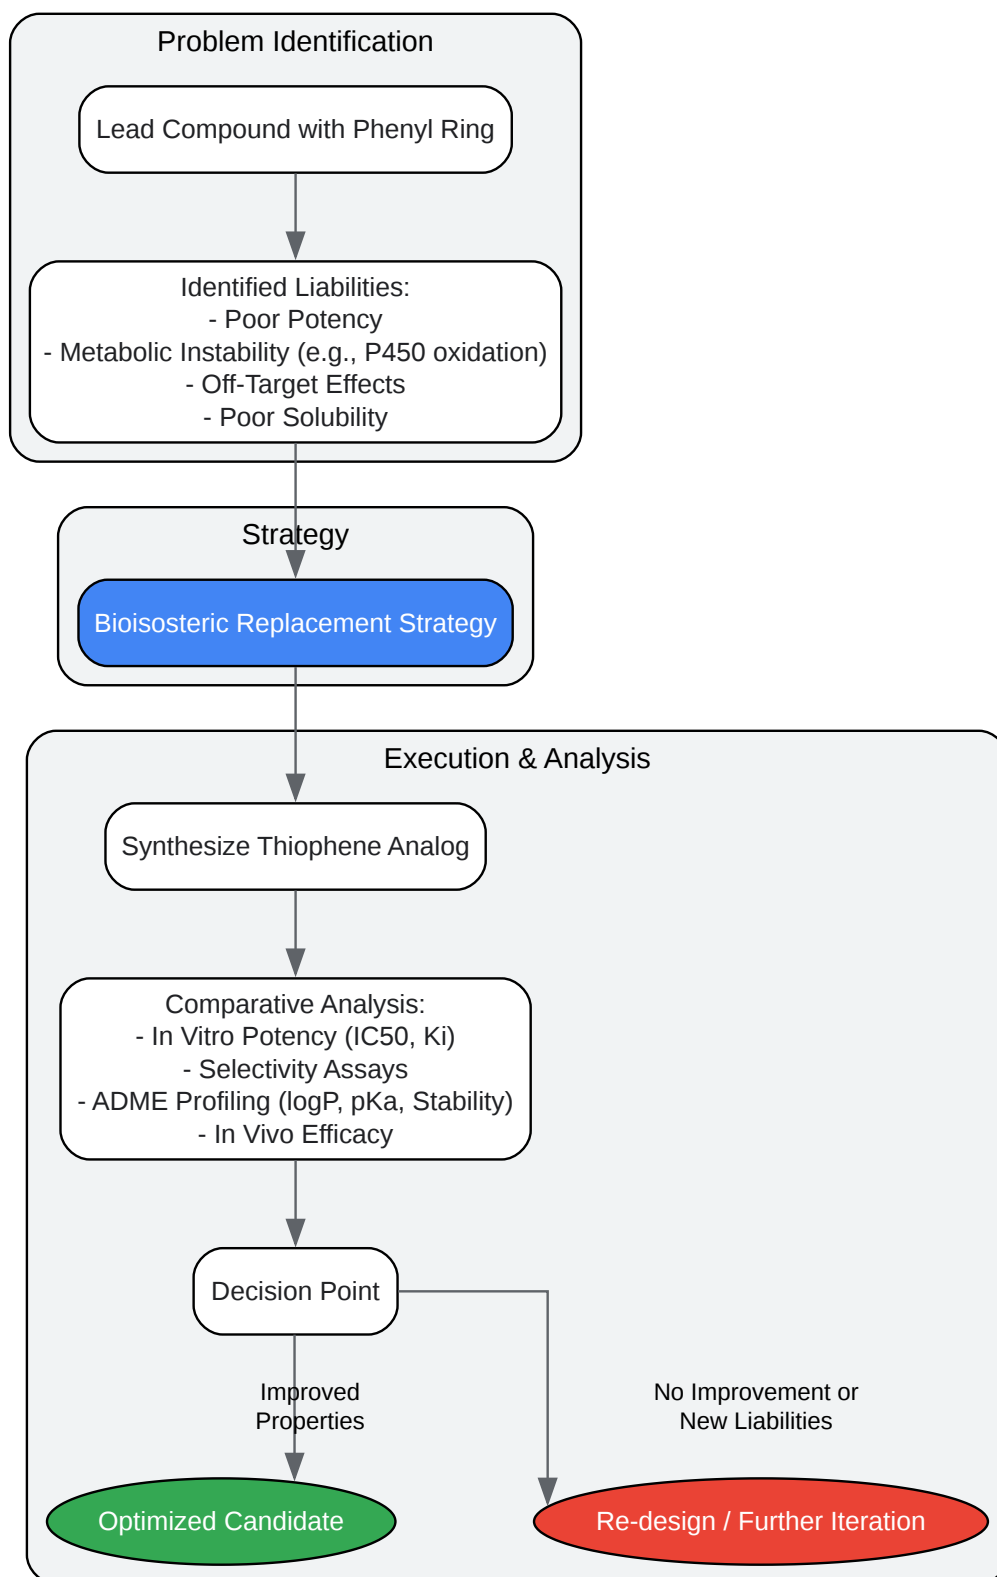 Problem Identification
Lead Compound with Phenyl Ring
Identified Liabilities:
- Poor Potency
- Metabolic Instability (e.g., P450 oxidation)
- Off-Target Effects
- Poor Solubility
Strategy
Bioisosteric Replacement Strategy
Execution & Analysis
Synthesize Thiophene Analog
Comparative Analysis:
- In Vitro Potency (IC50, Ki)
- Selectivity Assays
- ADME Profiling (logP, pKa, Stability)
- In Vivo Efficacy
Decision Point
Improved
Properties
No Improvement or
New Liabilities
Optimized Candidate
Re-design / Further Iteration